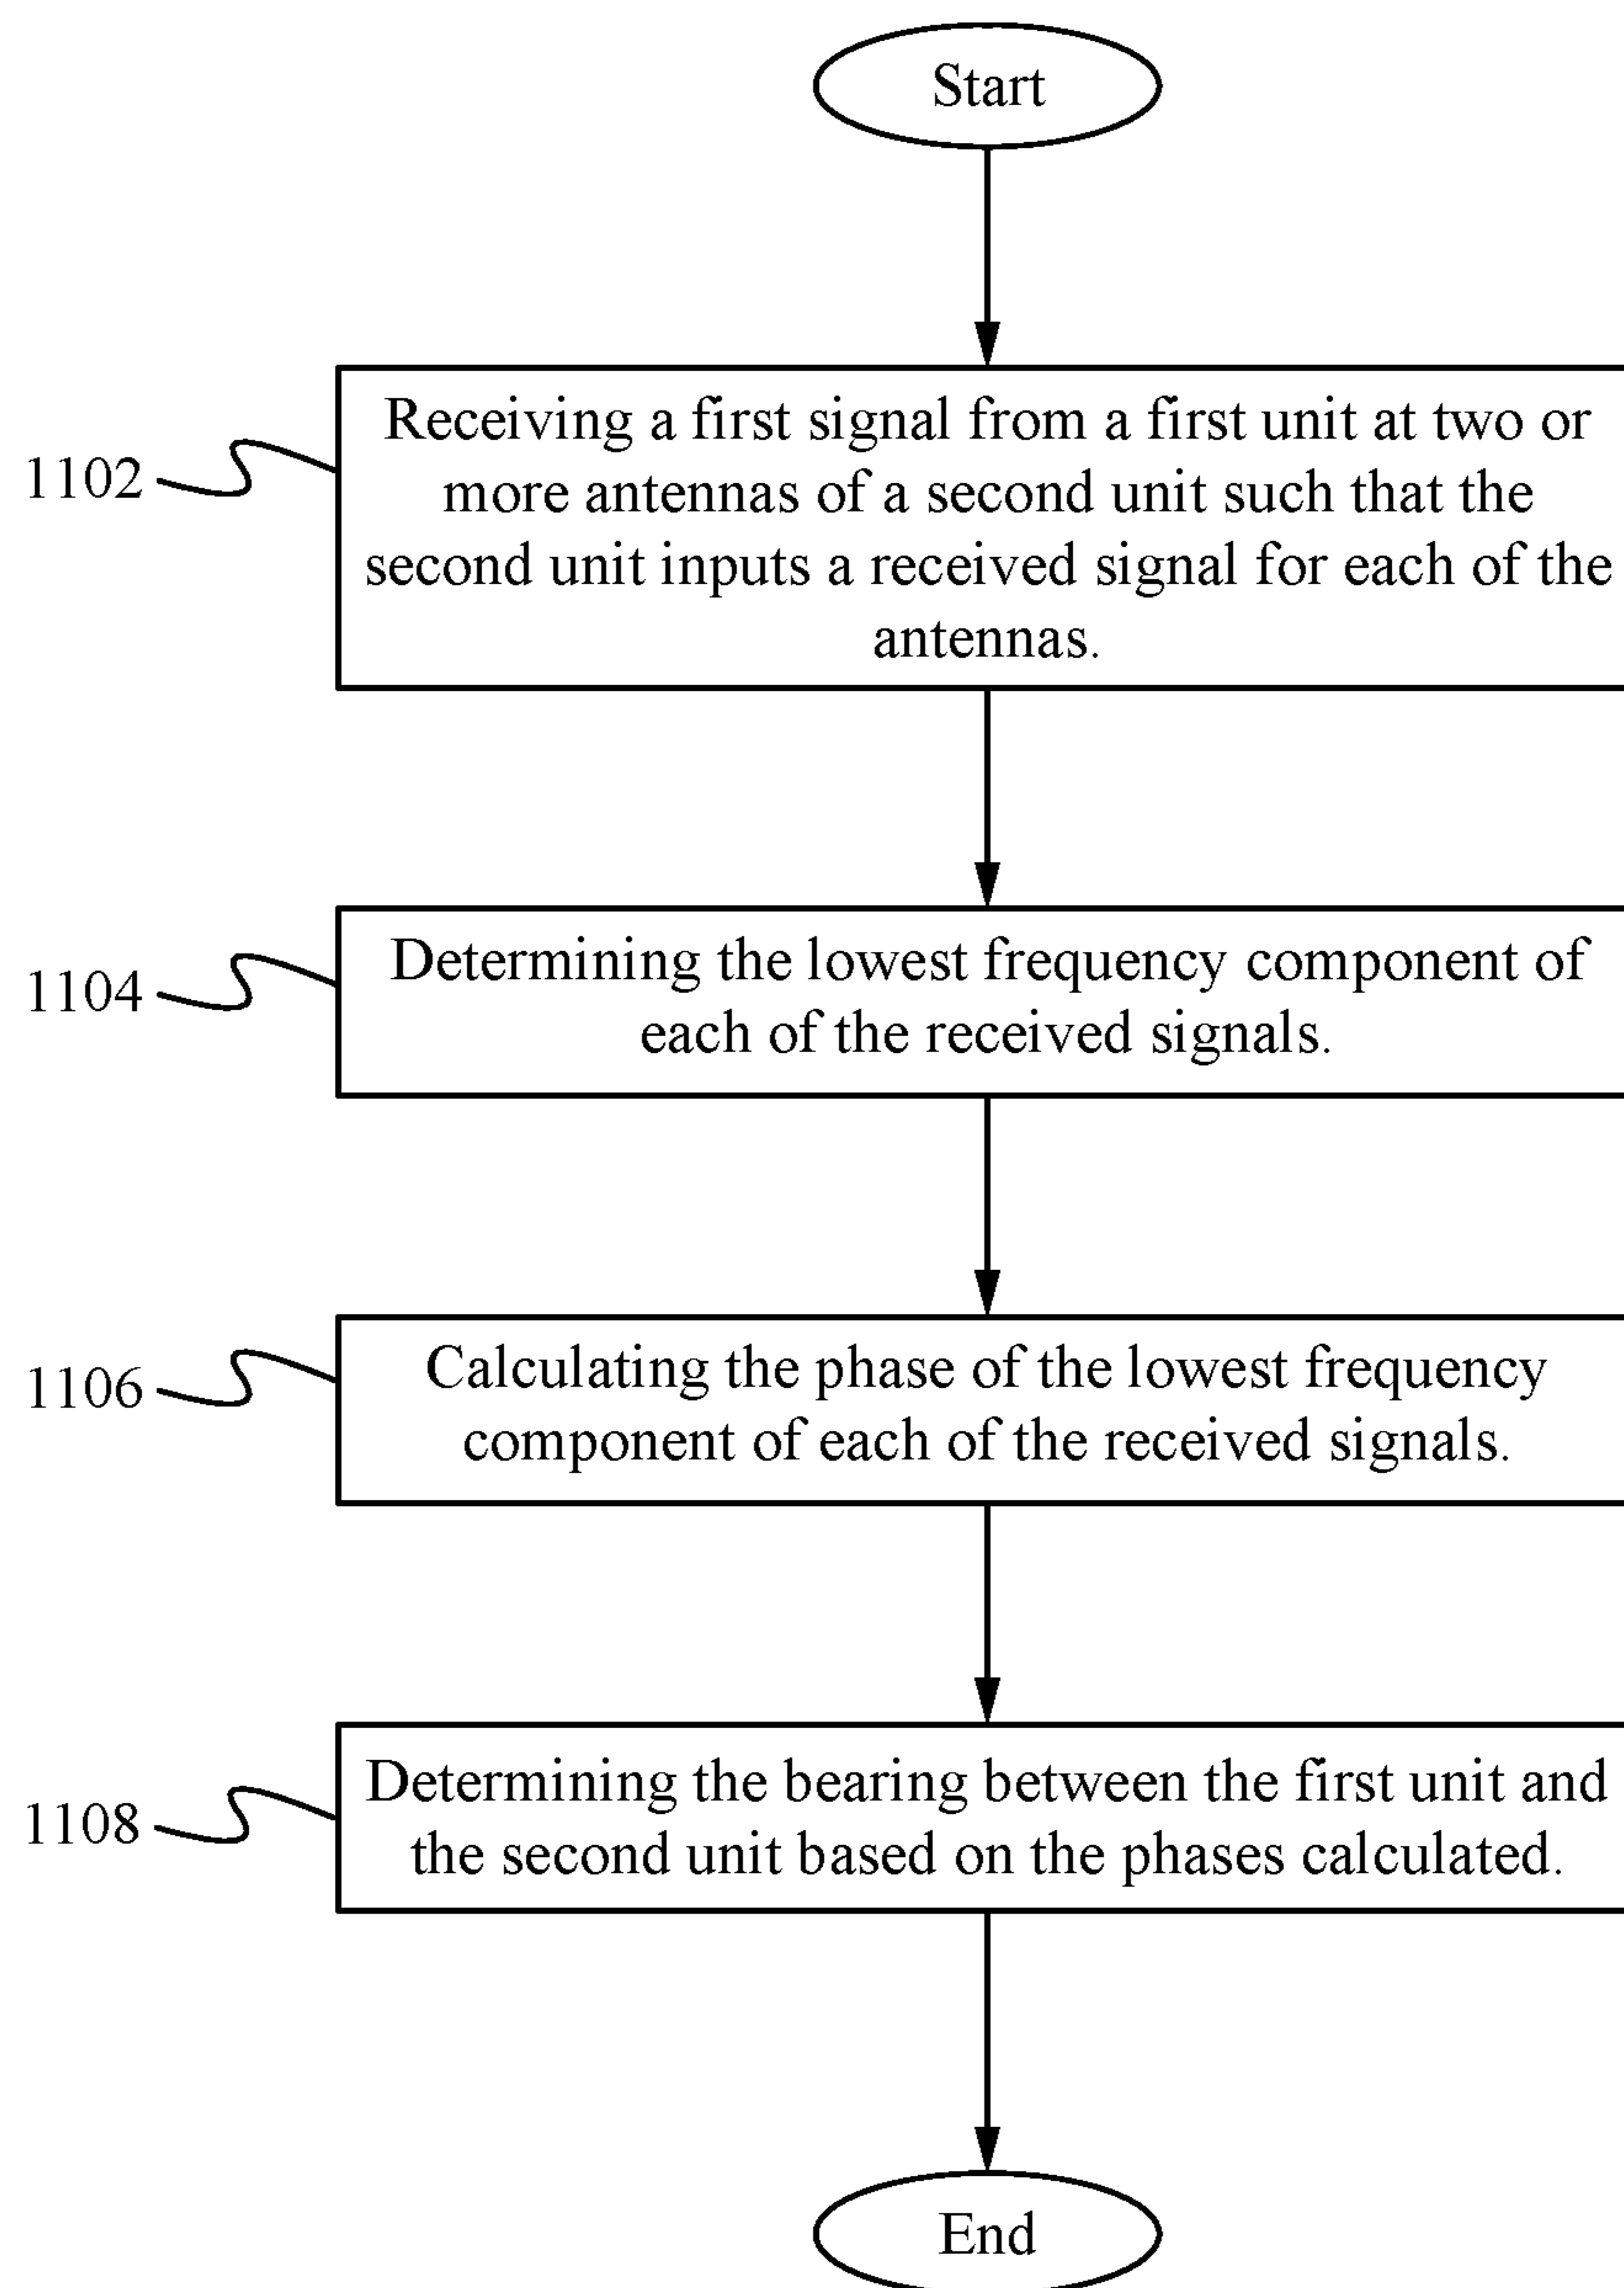 Start
1102
Receiving a first signal from a first unit at two or
more antennas of a second unit such that the
second unit inputs a received signal for each of the
antennas.
1104
Determining the lowest frequency component of
each of the received signals.
1106
Calculating the phase of the lowest frequency
component of each of the received signals.
1108
Determining the bearing between the first unit and
the second unit based on the phases calculated.
End